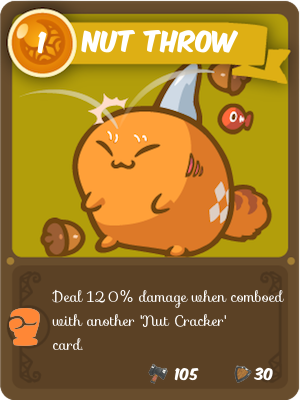 1 NUT THROW
Deal 120% damage when comboed
with another 'Nut Cracker'
card.
105 30